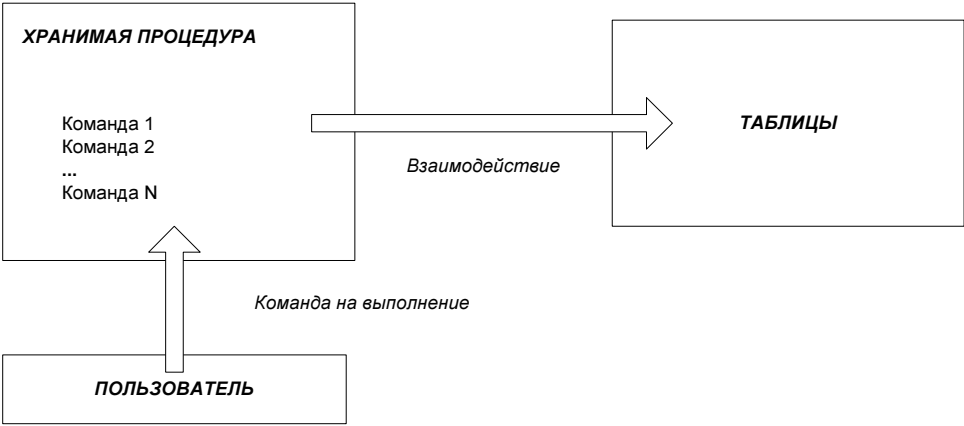 ХРАНИМАЯ ПРОЦЕДУРА
Команда 1
Команда 2
...
Команда N
ТАБЛИЦЫ
Взаимодействие
Команда на выполнение
ПОЛЬЗОВАТЕЛЬ